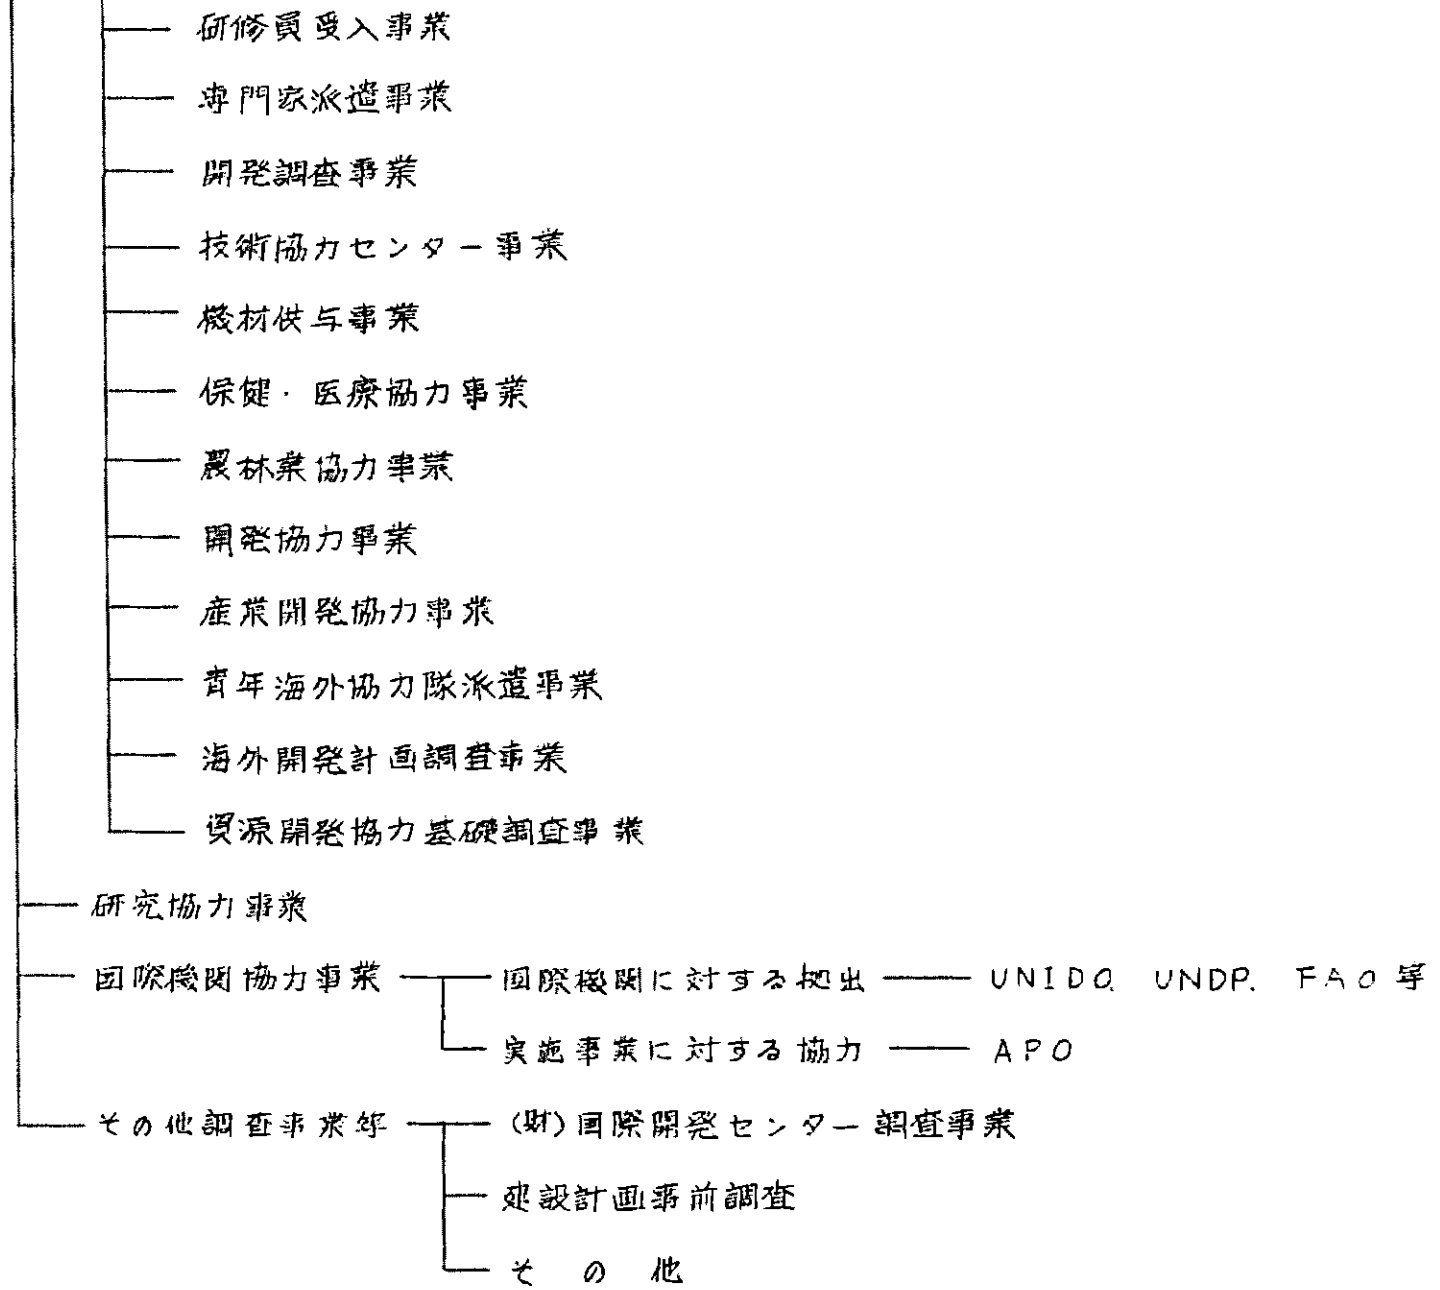 研修員受入事業
専門家派遣事業
開発調査事業
技術協力センター事業
機材供与事業
保健・医療協力事業
農林業協力事業
開発協力事業
産業開発協力事業
青年海外協力隊派遣事業
海外開発計画調査事業
資源開発協力基礎調査事業
研究協力事業
国際機関協力事業 国際機関に対する拠出 UNIDO. UNDP. FAO等
実施事業に対する協力 APO
その他調査事業等 (財)国際開発センター調査事業
建設計画事前調査
その他